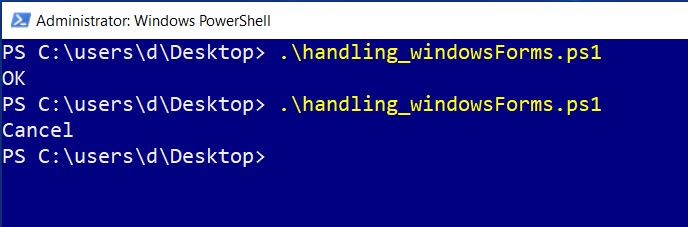 Administrator: Windows PowerShell
PS C:\users\d\Desktop> .\handling_windowsForms.ps1
OK
PS C:\users\d\Desktop> .\handling_windowsForms.ps1
Cancel
PS C:\users\d\Desktop>